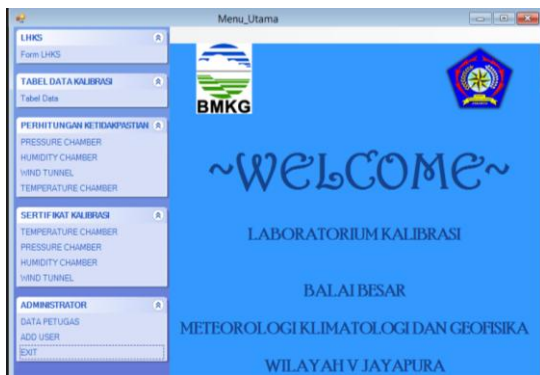 Menu_Utama
LHKS
Form LHKS
TABEL DATA KALIBRASI
Tabel Data
PERHITUNGAN KETIDAKPASTIAN
PRESSURE CHAMBER
HUMIDITY CHAMBER
WIND TUNNEL
TEMPERATURE CHAMBER
SERTIFIKAT KALIBRASI
TEMPERATURE CHAMBER
PRESSURE CHAMBER
HUMIDITY CHAMBER
WIND TUNNEL
ADMINISTRATOR
DATA PETUGAS
ADD USER
EXIT
BMKG
~WELCOME~
LABORATORIUM KALIBRASI
BALAI BESAR
METEOROLOGI KLIMATOLOGI DAN GEOFISIKA
WILAYAH V JAYAPURA